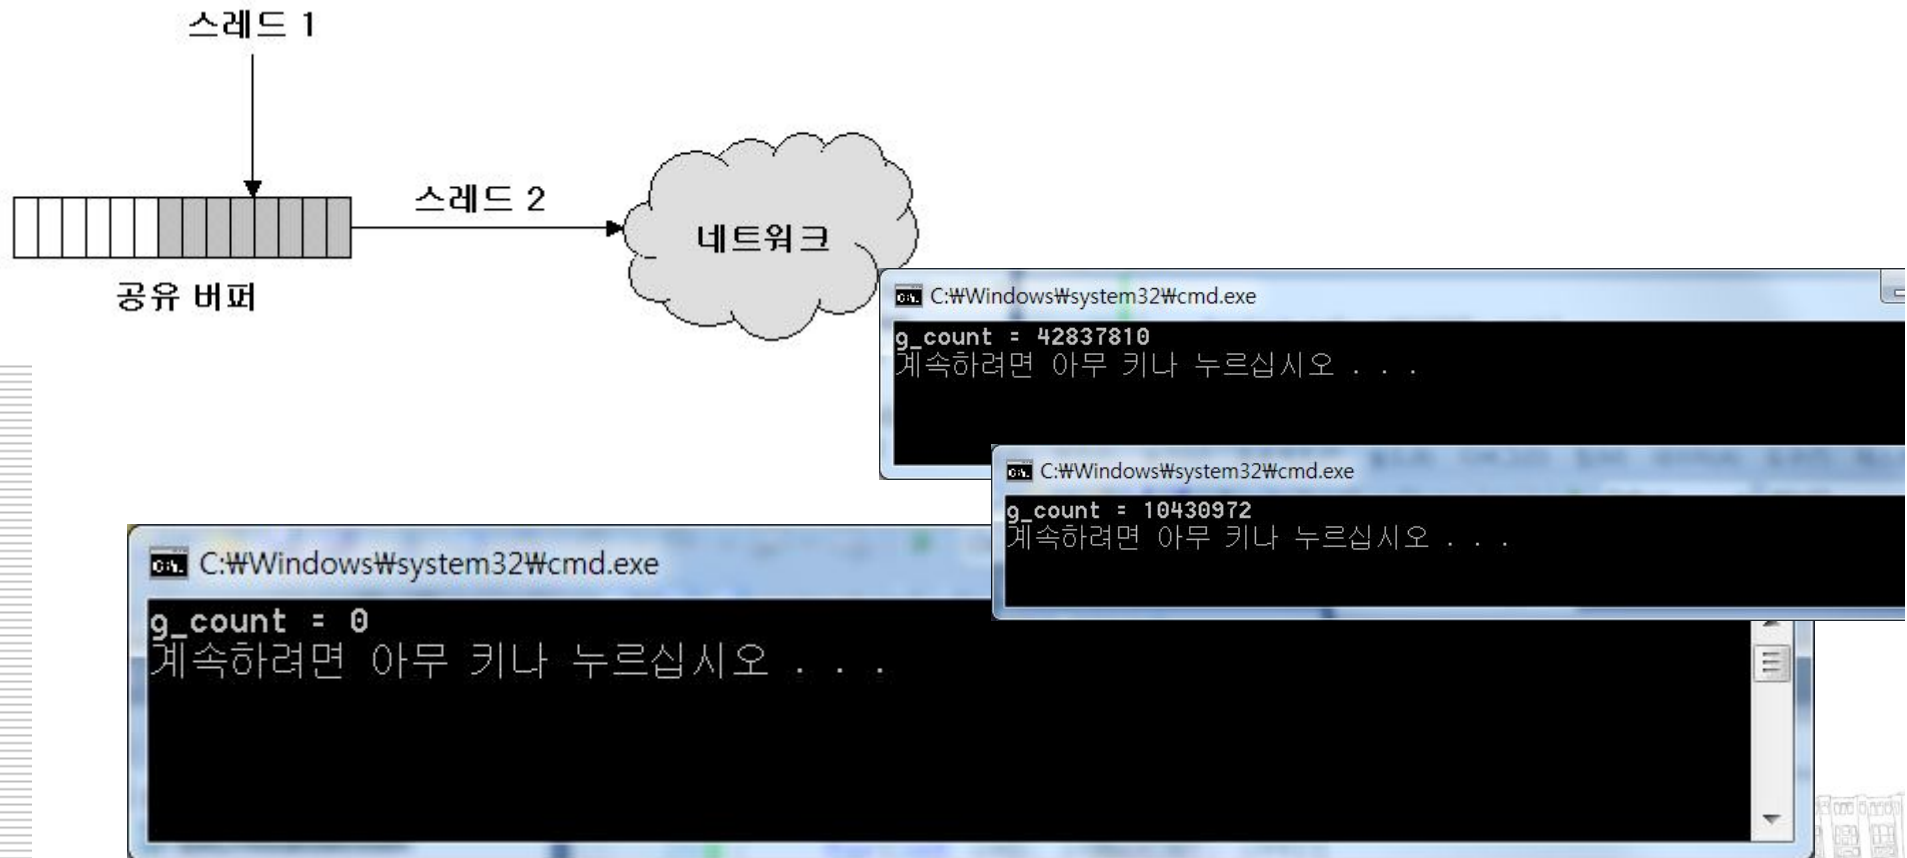 스레드 1
스레드 2
네트워크
공유 버퍼
C:₩Windows₩system32₩cmd.exe
g_count = 42837810
계속하려면 아무 키나 누르십시오 . . .
C:₩Windows₩system32₩cmd.exe
g_count = 10430972
계속하려면 아무 키나 누르십시오 . . .
C:₩Windows₩system32₩cmd.exe
g_count = 0
계속하려면 아무 키나 누르십시오 . . .